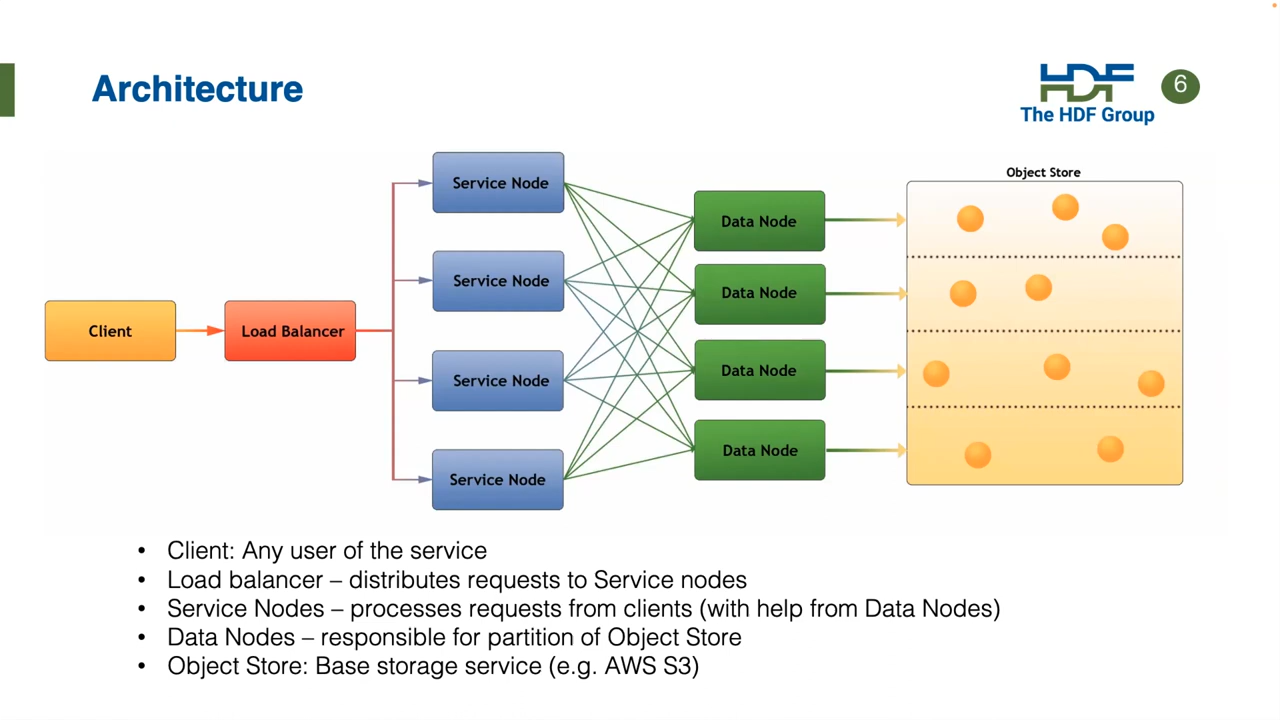 Architecture
HDF
The HDF Group
6
Service Node
Service Node
Service Node
Service Node
Client
Load Balancer
Data Node
Data Node
Data Node
Data Node
Object Store
• Client: Any user of the service
• Load balancer – distributes requests to Service nodes
• Service Nodes – processes requests from clients (with help from Data Nodes)
• Data Nodes – responsible for partition of Object Store
• Object Store: Base storage service (e.g. AWS S3)